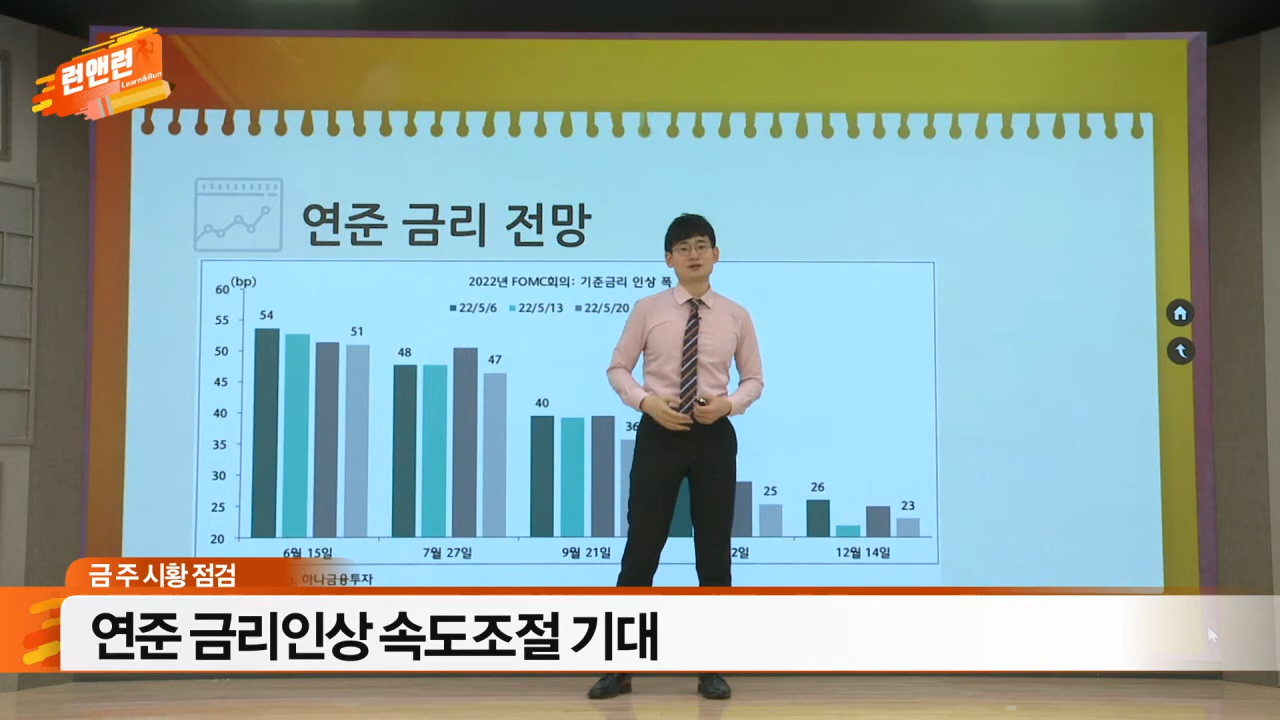 런앤런
Learn&Run
연준 금리 전망
(bp)
2022년 FOMC회의: 기준금리 인상 폭
22/5/6 22/5/13 22/5/20
60
55
50
45
40
35
30
25
20
54 51
48 47
40 36
25
26 23
6월 15일 7월 27일 9월 21일 2일 12월 14일
하나금융투자
금주 시황 점검
연준 금리인상 속도조절 기대